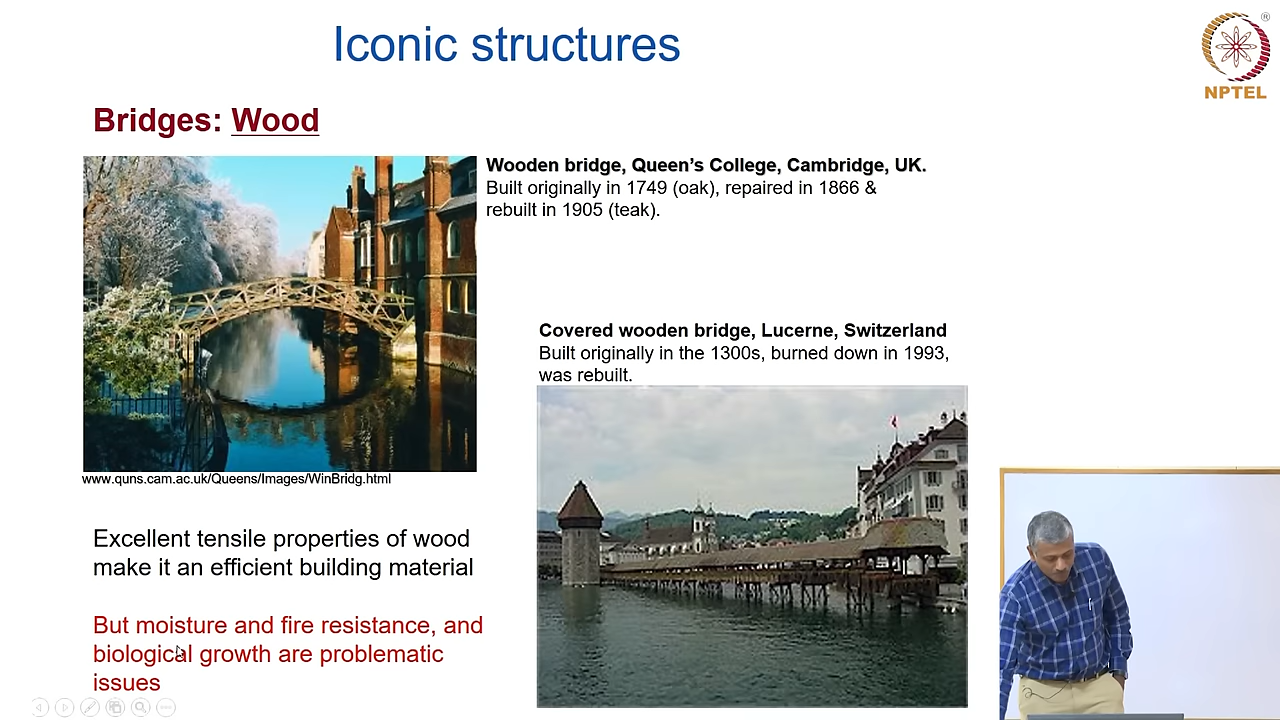 Iconic structures
®
NPTEL
Bridges: Wood
Wooden bridge, Queen's College, Cambridge, UK.
Built originally in 1749 (oak), repaired in 1866 &
rebuilt in 1905 (teak).
www.quns.cam.ac.uk/Queens/Images/WinBridg.html
Covered wooden bridge, Lucerne, Switzerland
Built originally in the 1300s, burned down in 1993,
was rebuilt.
Excellent tensile properties of wood
make it an efficient building material
But moisture and fire resistance, and
biological growth are problematic
issues